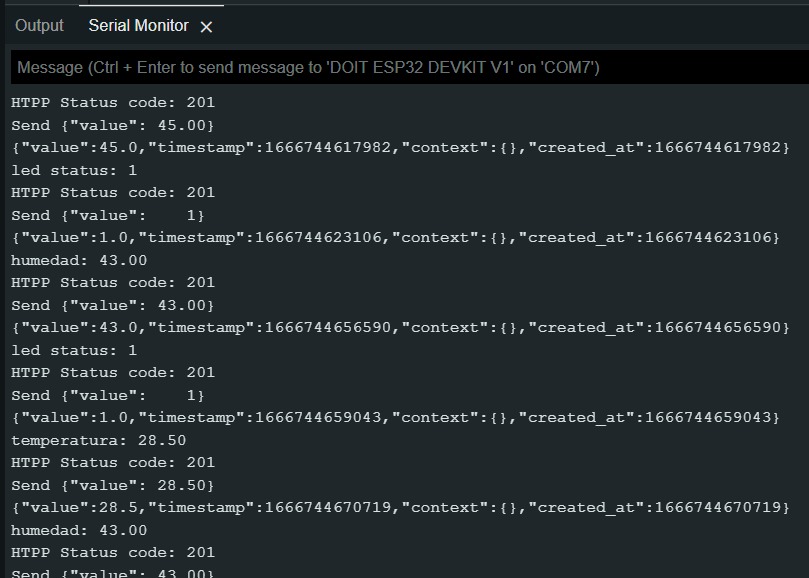 Output Serial Monitor ×
Message (Ctrl + Enter to send message to 'DOIT ESP32 DEVKIT V1' on 'COM7')
HTPP Status code: 201
Send {"value": 45.00}
{"value":45.0,"timestamp":1666744617982,"context":{},"created_at":1666744617982}
led status: 1
HTPP Status code: 201
Send {"value":    1}
{"value":1.0,"timestamp":1666744623106,"context":{},"created_at":1666744623106}
humedad: 43.00
HTPP Status code: 201
Send {"value": 43.00}
{"value":43.0,"timestamp":1666744656590,"context":{},"created_at":1666744656590}
led status: 1
HTPP Status code: 201
Send {"value":    1}
{"value":1.0,"timestamp":1666744659043,"context":{},"created_at":1666744659043}
temperatura: 28.50
HTPP Status code: 201
Send {"value": 28.50}
{"value":28.5,"timestamp":1666744670719,"context":{},"created_at":1666744670719}
humedad: 43.00
HTPP Status code: 201
Send {"value": 43.00}